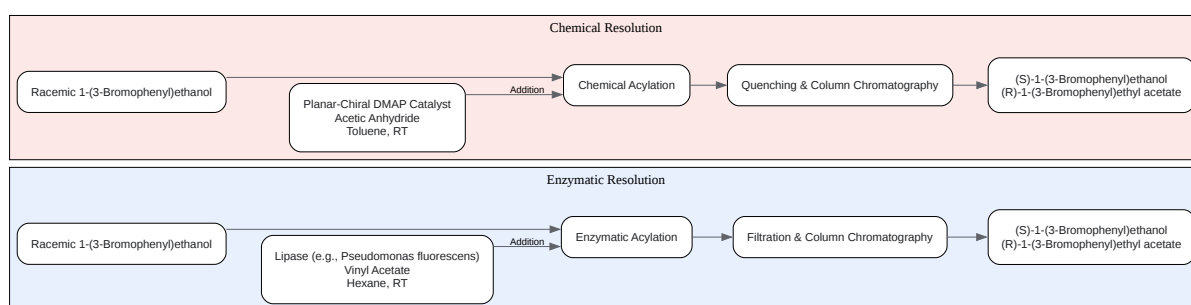 Chemical Resolution
Racemic 1-(3-Bromophenyl)ethanol
Planar-Chiral DMAP Catalyst
Acetic Anhydride
Toluene, RT
Addition
Chemical Acylation
Quenching & Column Chromatography
(S)-1-(3-Bromophenyl)ethanol
(R)-1-(3-Bromophenyl)ethyl acetate
Enzymatic Resolution
Racemic 1-(3-Bromophenyl)ethanol
Lipase (e.g., Pseudomonas fluorescens)
Vinyl Acetate
Hexane, RT
Addition
Enzymatic Acylation
Filtration & Column Chromatography
(S)-1-(3-Bromophenyl)ethanol
(R)-1-(3-Bromophenyl)ethyl acetate